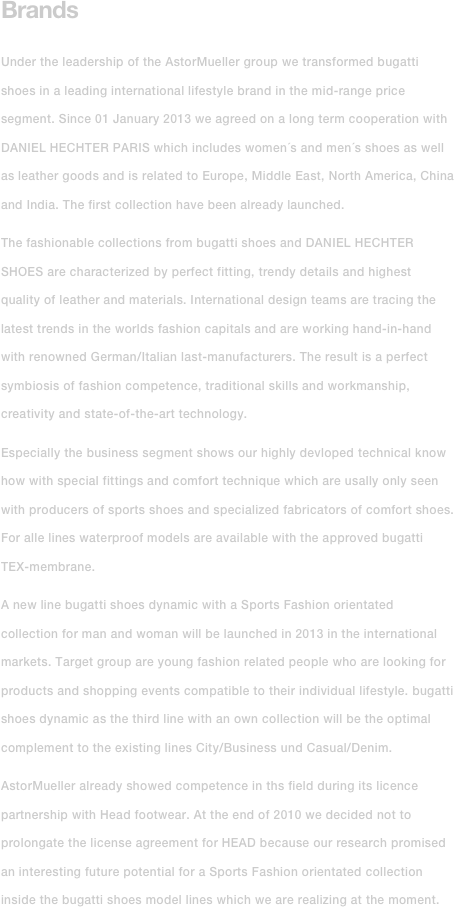 Brands
Under the leadership of the AstorMueller group we transformed bugatti
shoes in a leading international lifestyle brand in the mid-range price
segment. Since 01 January 2013 we agreed on a long term cooperation with
DANIEL HECHTER PARIS which includes women´s and men´s shoes as well
as leather goods and is related to Europe, Middle East, North America, China
and India. The first collection have been already launched.
The fashionable collections from bugatti shoes and DANIEL HECHTER
SHOES are characterized by perfect fitting, trendy details and highest
quality of leather and materials. International design teams are tracing the
latest trends in the worlds fashion capitals and are working hand-in-hand
with renowned German/Italian last-manufacturers. The result is a perfect
symbiosis of fashion competence, traditional skills and workmanship,
creativity and state-of-the-art technology.
Especially the business segment shows our highly devloped technical know
how with special fittings and comfort technique which are usally only seen
with producers of sports shoes and specialized fabricators of comfort shoes.
For alle lines waterproof models are available with the approved bugatti
TEX-membrane.
A new line bugatti shoes dynamic with a Sports Fashion orientated
collection for man and woman will be launched in 2013 in the international
markets. Target group are young fashion related people who are looking for
products and shopping events compatible to their individual lifestyle. bugatti
shoes dynamic as the third line with an own collection will be the optimal
complement to the existing lines City/Business und Casual/Denim.
AstorMueller already showed competence in ths field during its licence
partnership with Head footwear. At the end of 2010 we decided not to
prolongate the license agreement for HEAD because our research promised
an interesting future potential for a Sports Fashion orientated collection
inside the bugatti shoes model lines which we are realizing at the moment.